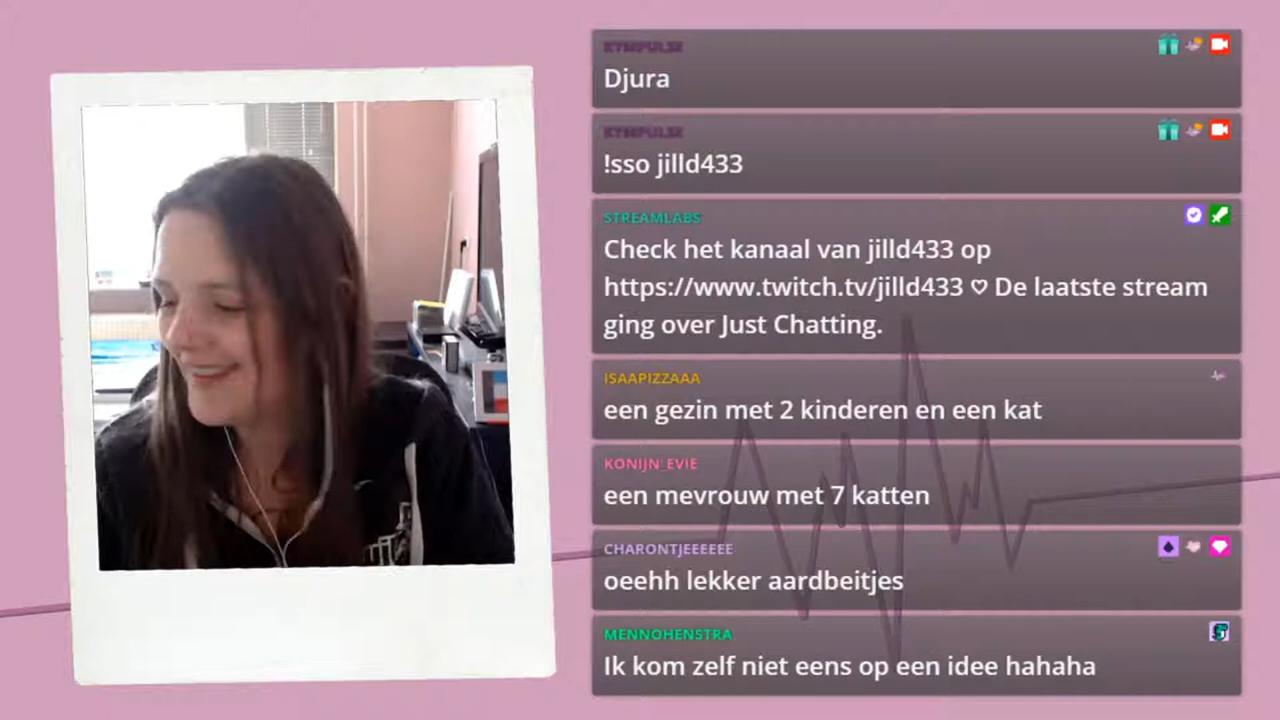 KYMPULSE
Djura
KYMPULSE
!sso jilld433
STREAMLABS
Check het kanaal van jilld433 op
https://www.twitch.tv/jilld433 ♡ De laatste stream
ging over Just Chatting.
ISAAPIZZAAA
een gezin met 2 kinderen en een kat
KONIJN_EVIE
een mevrouw met 7 katten
CHARONTJEEEEEE
oeehh lekker aardbeitjes
MENNOHENSTRA
Ik kom zelf niet eens op een idee hahaha